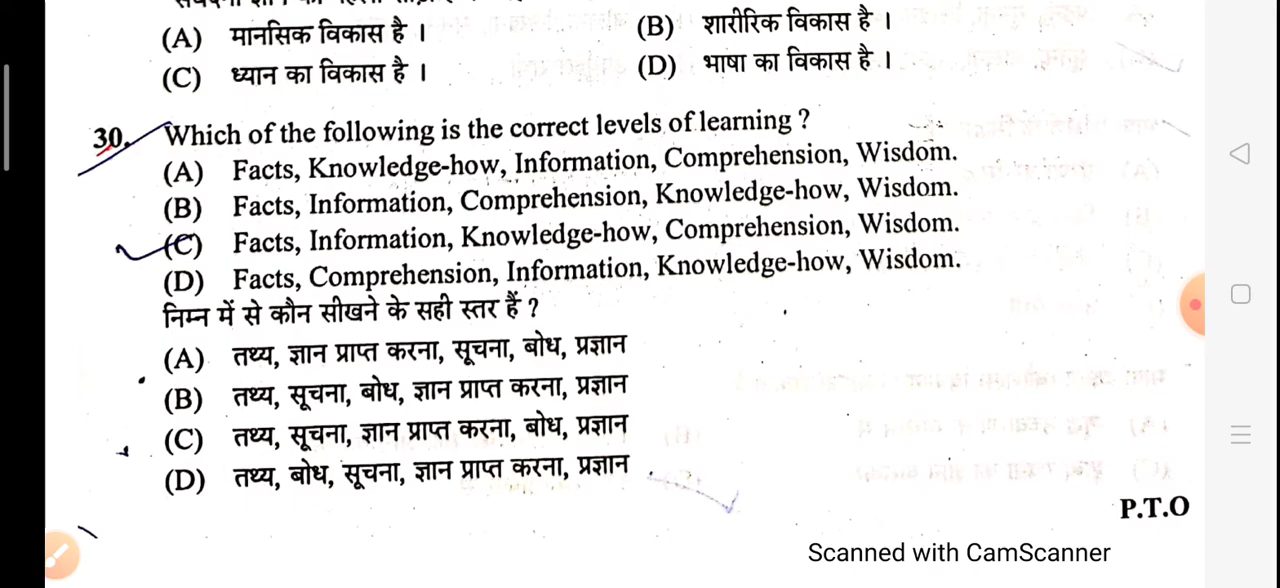 (A) मानसिक विकास है ।
(B) शारीरिक विकास है ।
(C) ध्यान का विकास है ।
(D) भाषा का विकास है ।
30. Which of the following is the correct levels of learning ?
(A) Facts, Knowledge-how, Information, Comprehension, Wisdom.
(B) Facts, Information, Comprehension, Knowledge-how, Wisdom.
(C) Facts, Information, Knowledge-how, Comprehension, Wisdom.
(D) Facts, Comprehension, Information, Knowledge-how, Wisdom.
निम्न में से कौन सीखने के सही स्तर हैं ?
(A) तथ्य, ज्ञान प्राप्त करना, सूचना, बोध, प्रज्ञान
(B) तथ्य, सूचना, बोध, ज्ञान प्राप्त करना, प्रज्ञान
(C) तथ्य, सूचना, ज्ञान प्राप्त करना, बोध, प्रज्ञान
(D) तथ्य, बोध, सूचना, ज्ञान प्राप्त करना, प्रज्ञान
P.T.O
Scanned with CamScanner